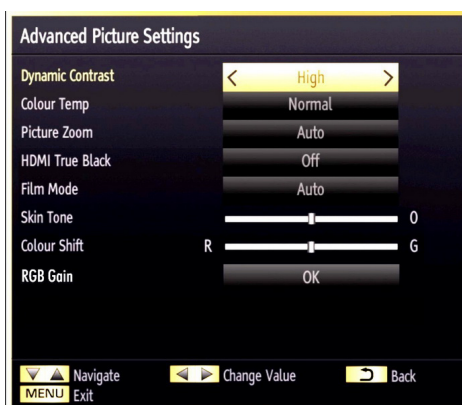 Advanced Picture Settings
Dynamic Contrast High
Colour Temp Normal
Picture Zoom Auto
HDMI True Black Off
Film Mode Auto
Skin Tone 0
Colour Shift R G
RGB Gain OK
Navigate Change Value Back
MENU Exit